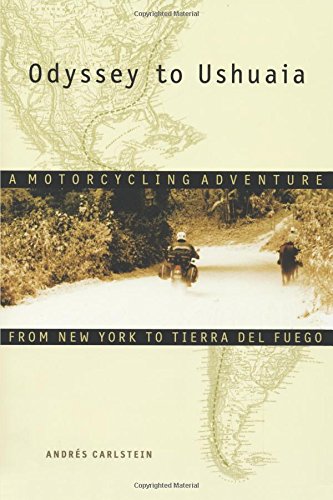 Odyssey to Ushuaia
A MOTORCYCLING ADVENTURE
FROM NEW YORK TO TIERRA DEL FUEGO
ANDRÉS CARLSTEIN